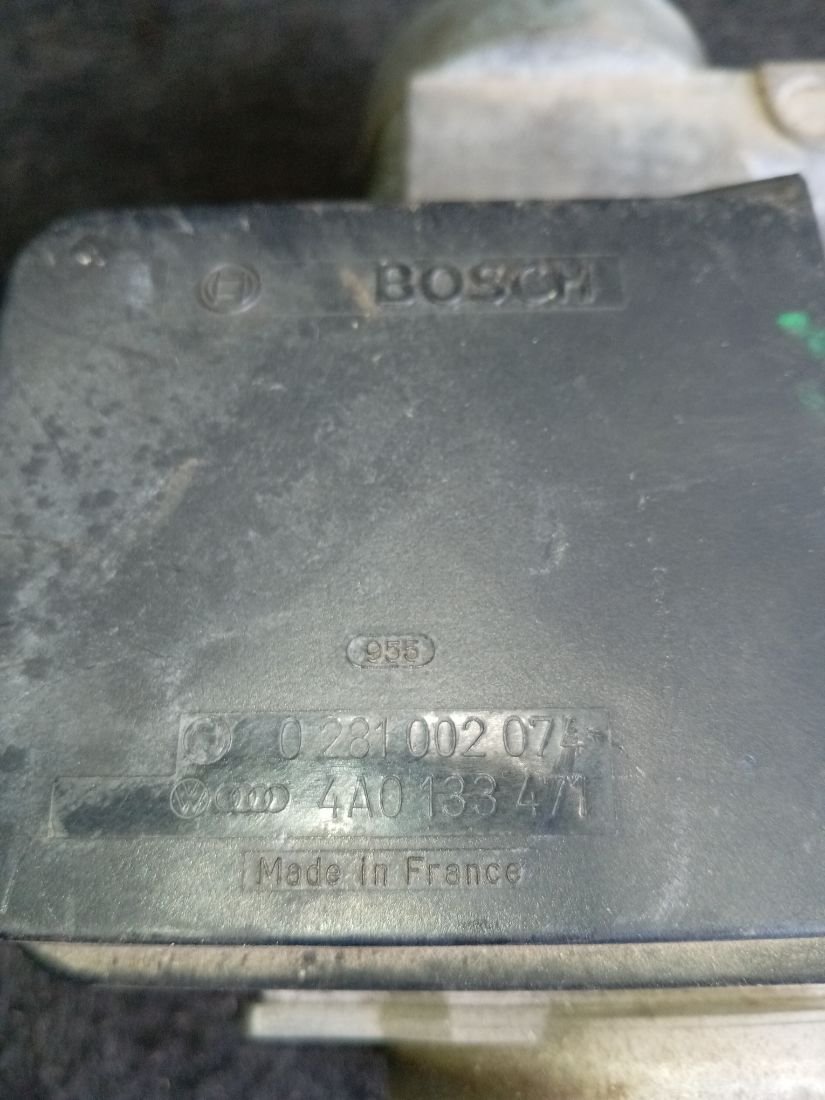 BOSCH
955
0 281 002 074
4A0 133 471
Made in France